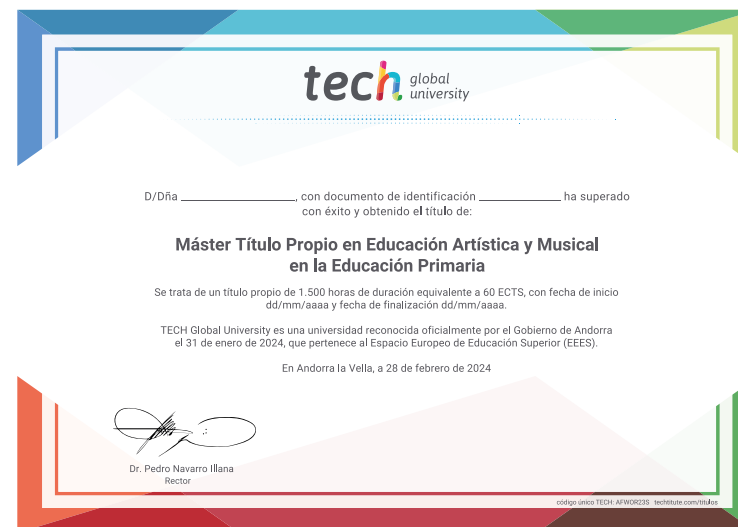 tech global university
D/Dña ______________, con documento de identificación __________ ha superado
con éxito y obtenido el título de:
Máster Título Propio en Educación Artística y Musical
en la Educación Primaria
Se trata de un título propio de 1.500 horas de duración equivalente a 60 ECTS, con fecha de inicio
dd/mm/aaaa y fecha de finalización dd/mm/aaaa.
TECH Global University es una universidad reconocida oficialmente por el Gobierno de Andorra
el 31 de enero de 2024, que pertenece al Espacio Europeo de Educación Superior (EEES).
En Andorra la Vella, a 28 de febrero de 2024
Dr. Pedro Navarro Illana
Rector
código único TECH: AFWOR23S techtitute.com/titulos